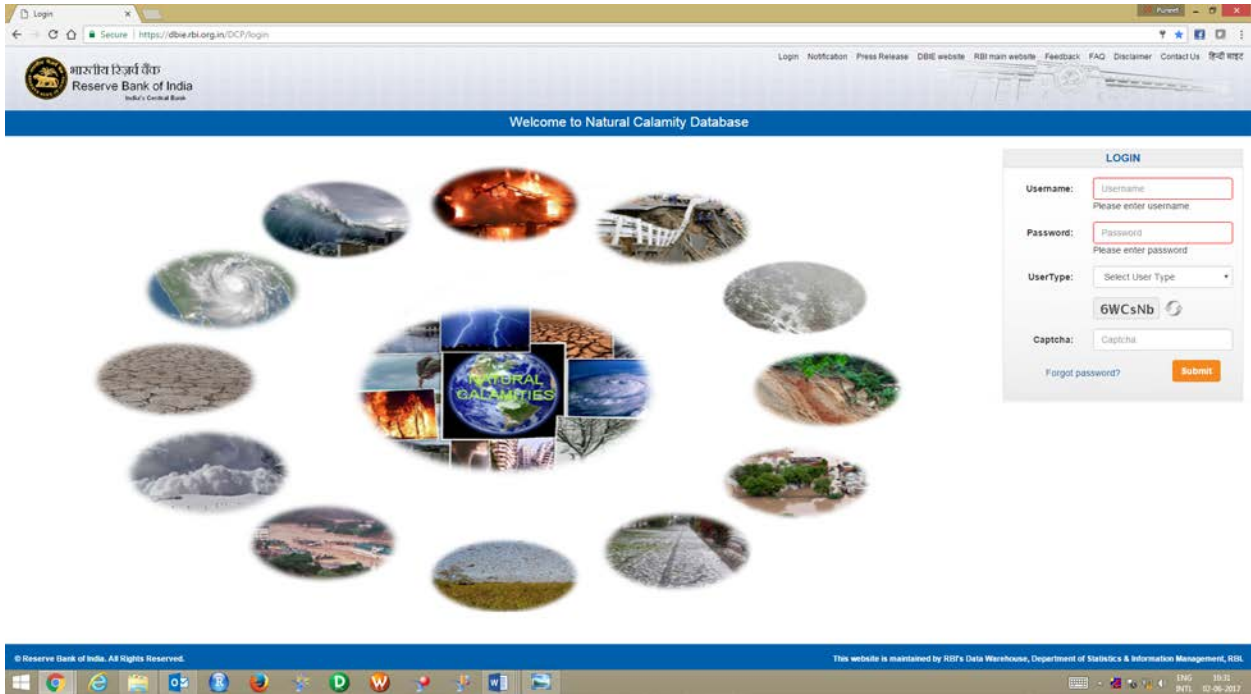 Login
Puneet
Secure | https://dbie.rbi.org.in/DCP/login
Login Notification Press Release DBIE website RBI main website Feedback FAQ Disclaimer Contact Us हिन्दी साइट
भारतीय रिज़र्व बैंक
Reserve Bank of India
India's Central Bank
Welcome to Natural Calamity Database
LOGIN
Username: Username
Please enter username
Password: Password
Please enter password
UserType: Select User Type
6WCsNb
Captcha: Captcha
Forgot password? Submit
NATURAL
CALAMITIES
© Reserve Bank of India. All Rights Reserved. This website is maintained by RBI's Data Warehouse, Department of Statistics & Information Management, RBI.
ENG 10:31
INTL 02-06-2017